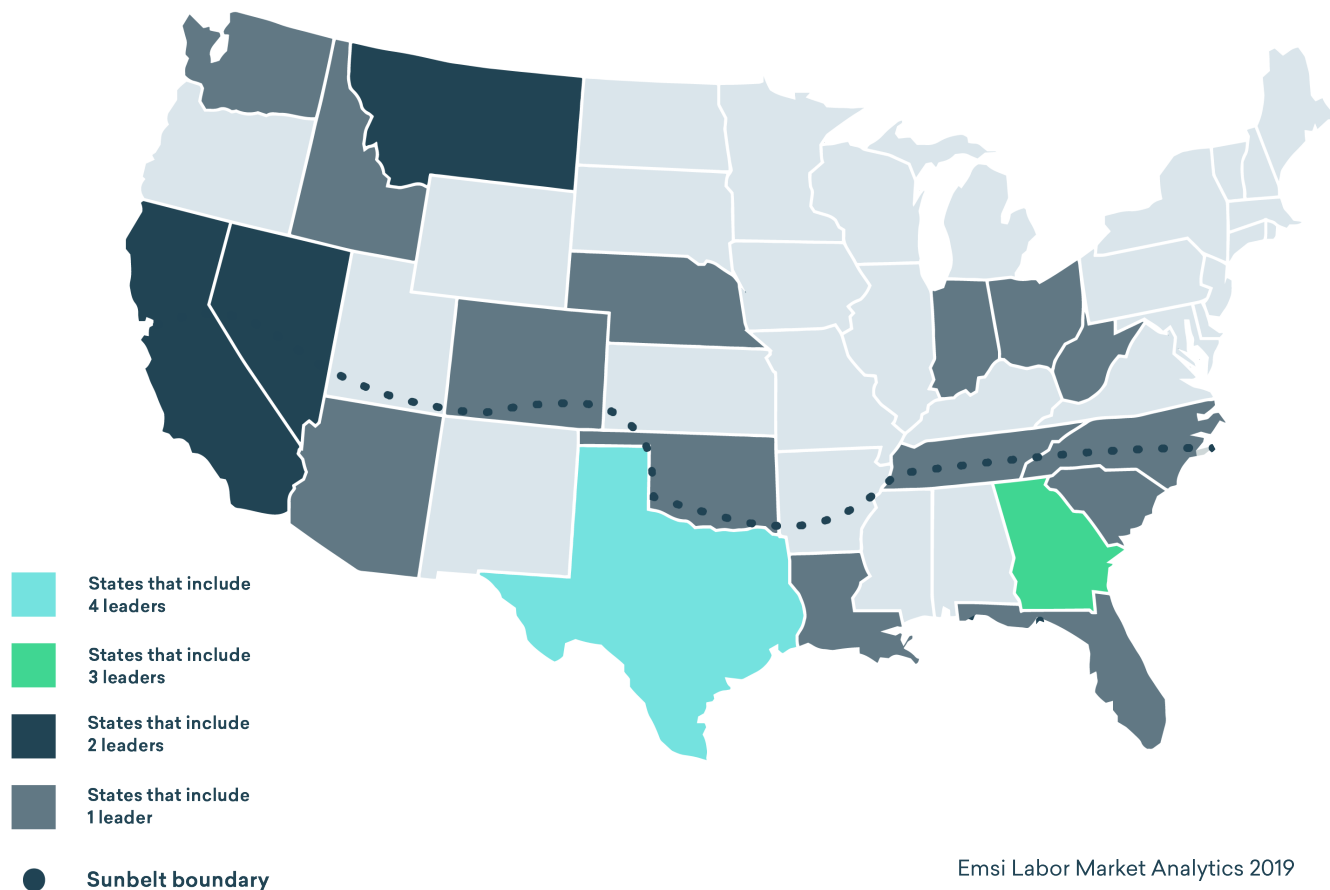 States that include
4 leaders
States that include
3 leaders
States that include
2 leaders
States that include
1 leader
Sunbelt boundary
Emsi Labor Market Analytics 2019